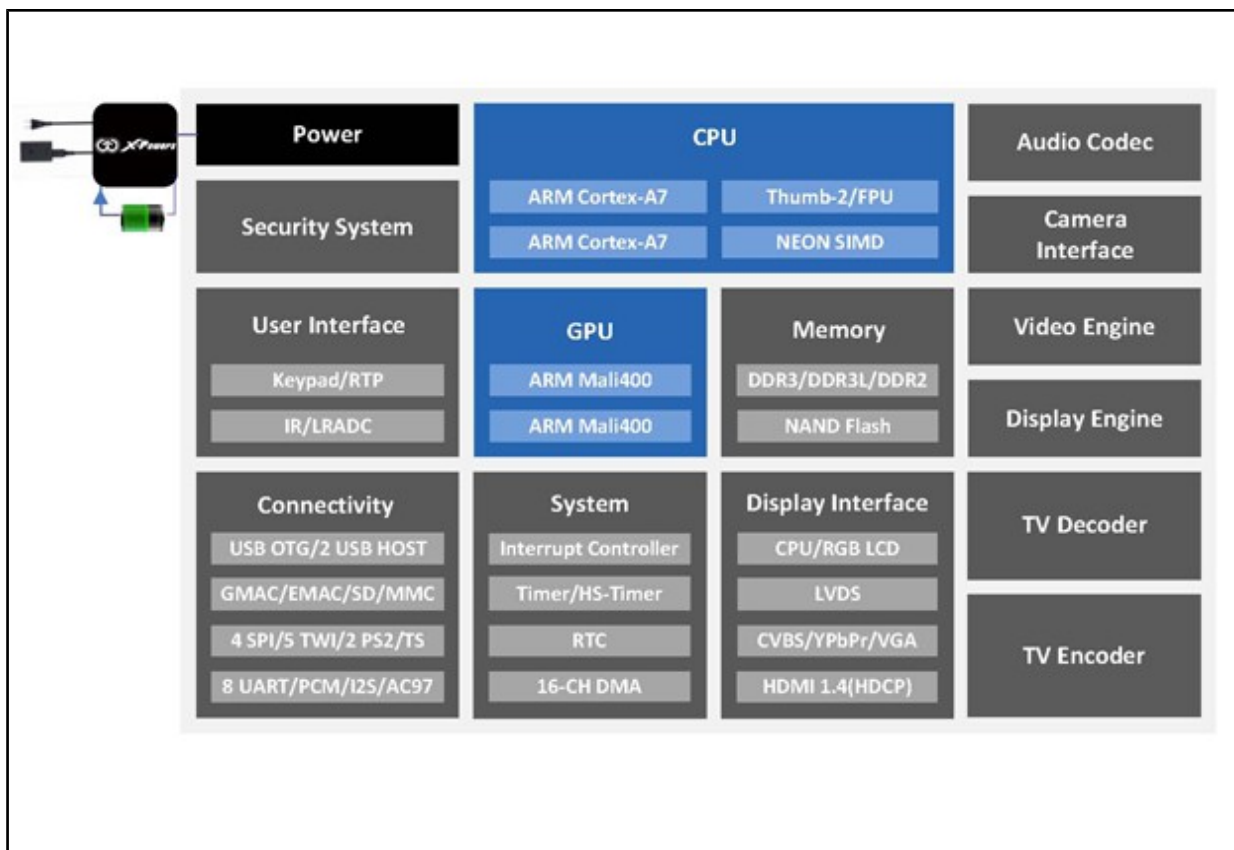 XPowers
Power
Security System
CPU
ARM Cortex-A7
Thumb-2/FPU
ARM Cortex-A7
NEON SIMD
Audio Codec
Camera
Interface
User Interface
Keypad/RTP
IR/LRADC
GPU
ARM Mali400
ARM Mali400
Memory
DDR3/DDR3L/DDR2
NAND Flash
Video Engine
Display Engine
Connectivity
USB OTG/2 USB HOST
GMAC/EMAC/SD/MMC
4 SPI/5 TWI/2 PS2/TS
8 UART/PCM/I2S/AC97
System
Interrupt Controller
Timer/HS-Timer
RTC
16-CH DMA
Display Interface
CPU/RGB LCD
LVDS
CVBS/YPbPr/VGA
HDMI 1.4(HDCP)
TV Decoder
TV Encoder